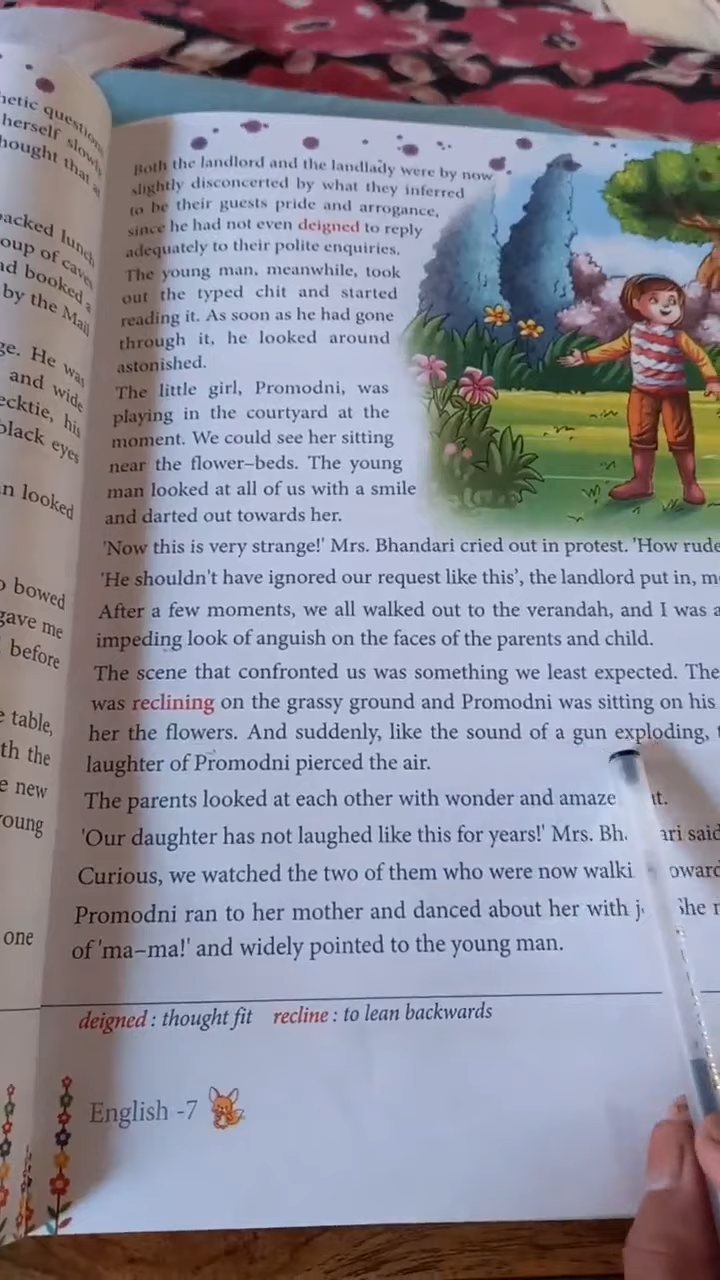 netic question
herself slowly
hought that a
packed lunch
oup of caves
ad booked a
by the Mail
ge. He was
and wide
ecktie, his
black eyes
n looked
o bowed
gave me
before
e table,
th the
e new
young
one
Both the landlord and the landlady were by now
slightly disconcerted by what they inferred
to be their guests pride and arrogance,
since he had not even deigned to reply
adequately to their polite enquiries.
The young man, meanwhile, took
out the typed chit and started
reading it. As soon as he had gone
through it, he looked around
astonished.
The little girl, Promodni, was
playing in the courtyard at the
moment. We could see her sitting
near the flower-beds. The young
man looked at all of us with a smile
and darted out towards her.
'Now this is very strange!' Mrs. Bhandari cried out in protest. 'How rude
'He shouldn't have ignored our request like this', the landlord put in, m
After a few moments, we all walked out to the verandah, and I was a
impeding look of anguish on the faces of the parents and child.
The scene that confronted us was something we least expected. The
was reclining on the grassy ground and Promodni was sitting on his
her the flowers. And suddenly, like the sound of a gun exploding,
laughter of Promodni pierced the air.
The parents looked at each other with wonder and amaze t.
'Our daughter has not laughed like this for years!' Mrs. Bh ari said
Curious, we watched the two of them who were now walki oward
Promodni ran to her mother and danced about her with j She
of 'ma-ma!' and widely pointed to the young man.
deigned : thought fit recline : to lean backwards
English -7